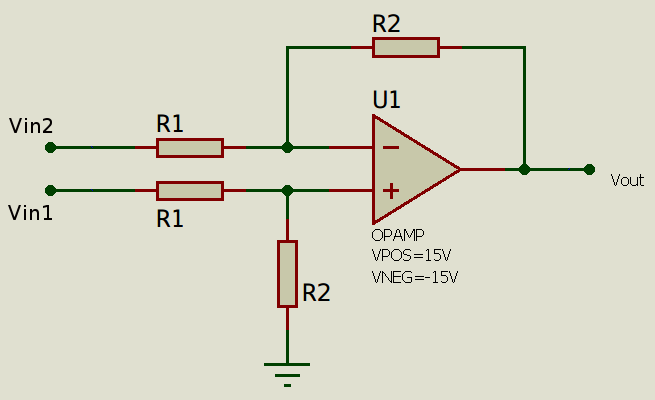 R2
U1
R1
Vin2
Vin1
R1
Vout
OPAMP
VPOS=15V
VNEG=-15V
R2